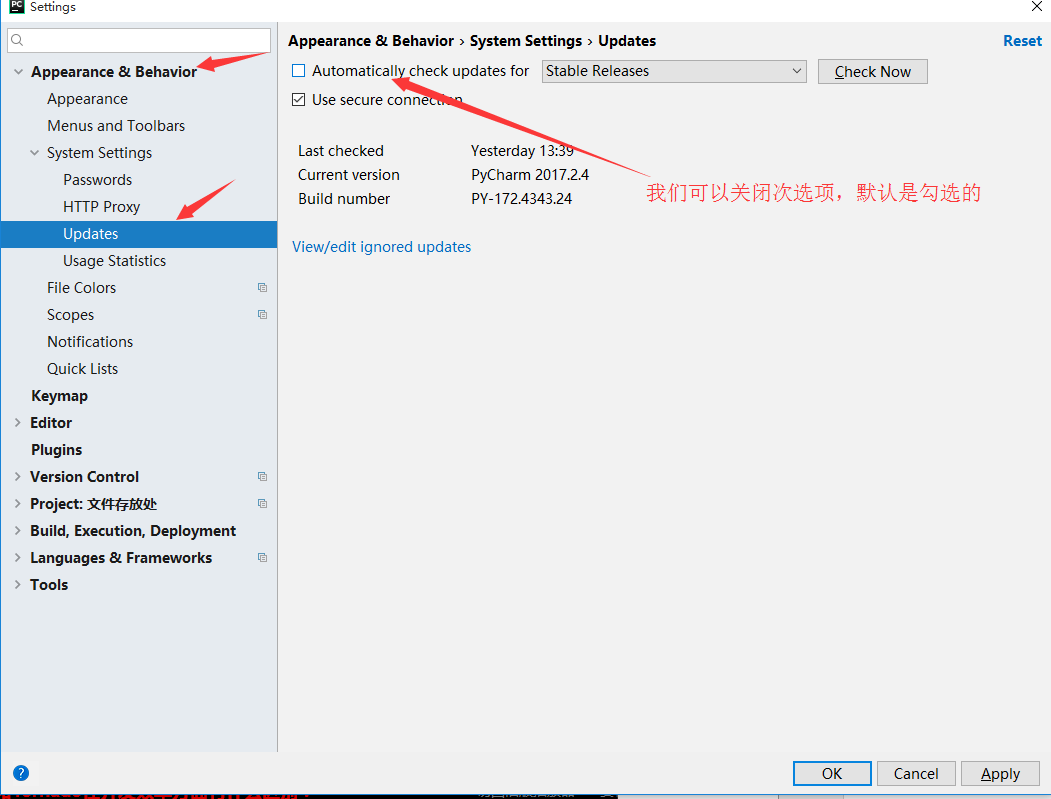 PC Settings
Appearance & Behavior › System Settings › Updates
Reset
Appearance & Behavior
Automatically check updates for
Stable Releases
Check Now
Appearance
Use secure connection
Menus and Toolbars
System Settings
Last checked
Yesterday 13:39
Passwords
Current version
PyCharm 2017.2.4
HTTP Proxy
Build number
PY-172.4343.24
我们可以关闭次选项，默认是勾选的
Updates
View/edit ignored updates
Usage Statistics
File Colors
Scopes
Notifications
Quick Lists
Keymap
Editor
Plugins
Version Control
Project: 文件存放处
Build, Execution, Deployment
Languages & Frameworks
Tools
?
OK
Cancel
Apply